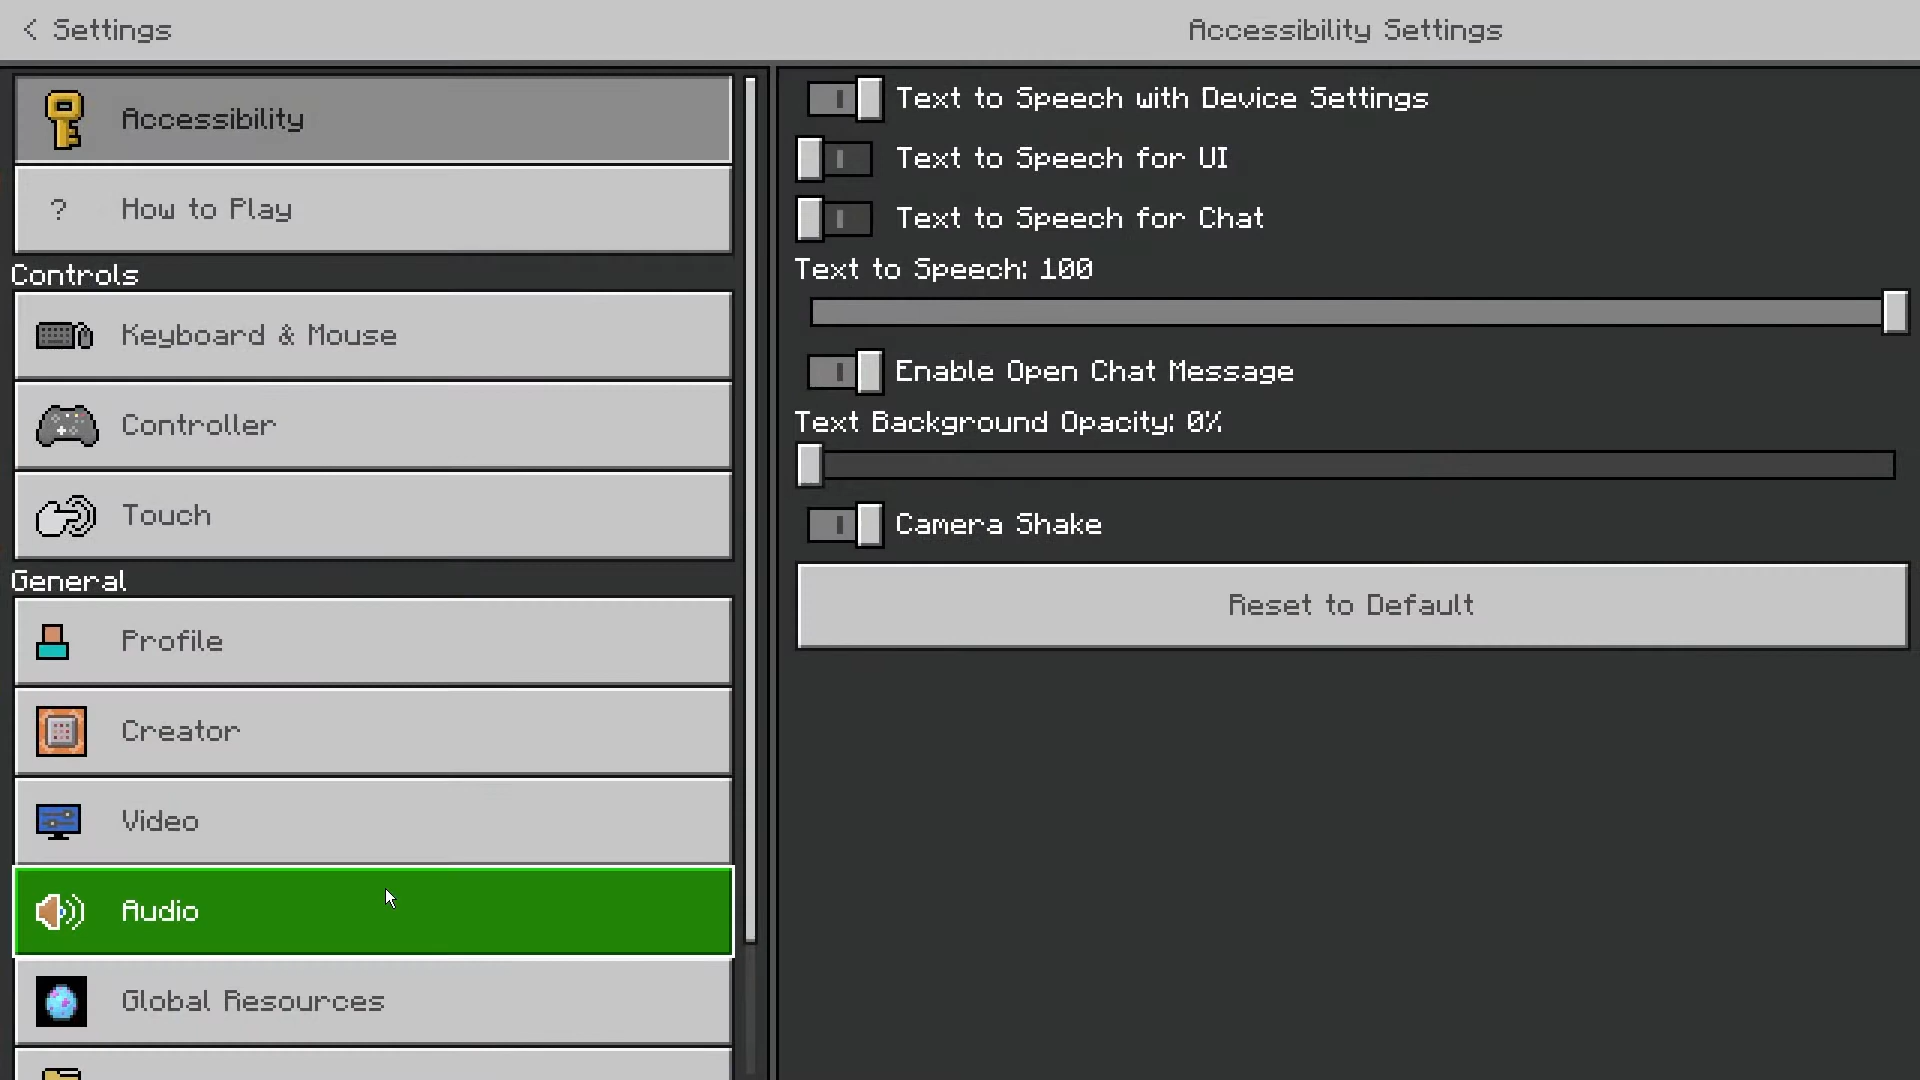 Settings
Accessibility Settings
Accessibility
? How to Play
Controls
Keyboard & Mouse
Controller
Touch
General
Profile
Creator
Video
Audio
Global Resources
Text to Speech with Device Settings
Text to Speech for UI
Text to Speech for Chat
Text to Speech: 100
Enable Open Chat Message
Text Background Opacity: 0%
Camera Shake
Reset to Default